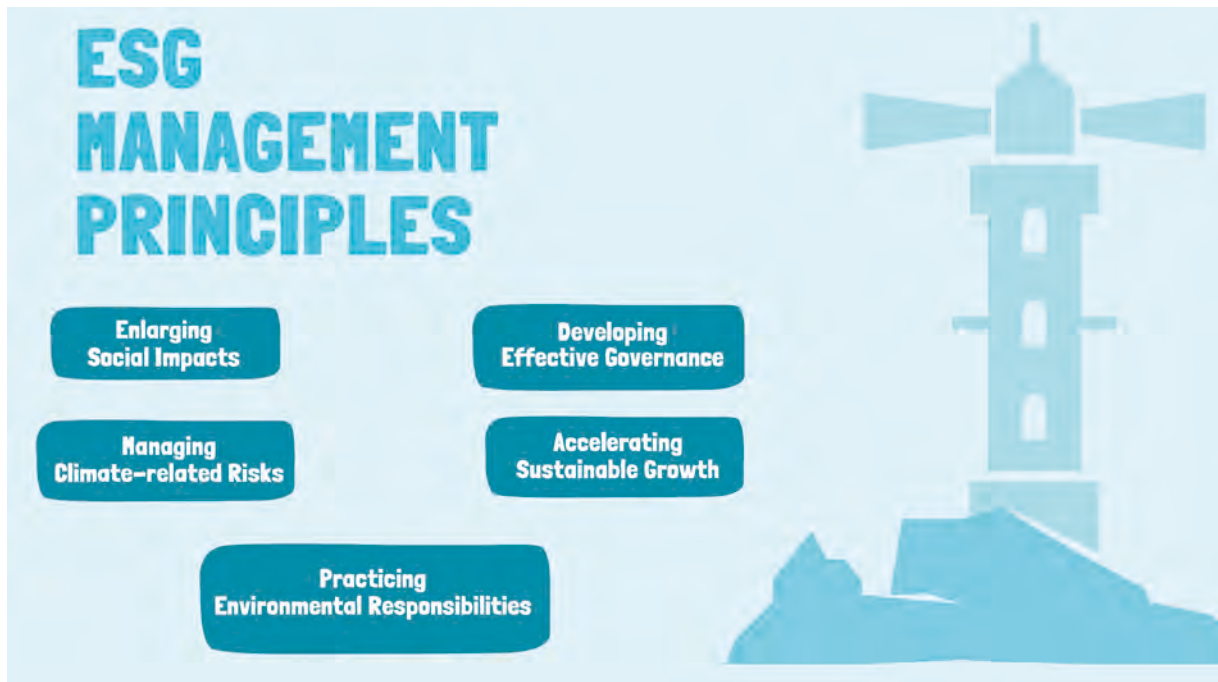 ESG
MANAGEMENT
PRINCIPLES
Enlarging
Social Impacts
Developing
Effective Governance
Managing
Climate-related Risks
Accelerating
Sustainable Growth
Practicing
Environmental Responsibilities